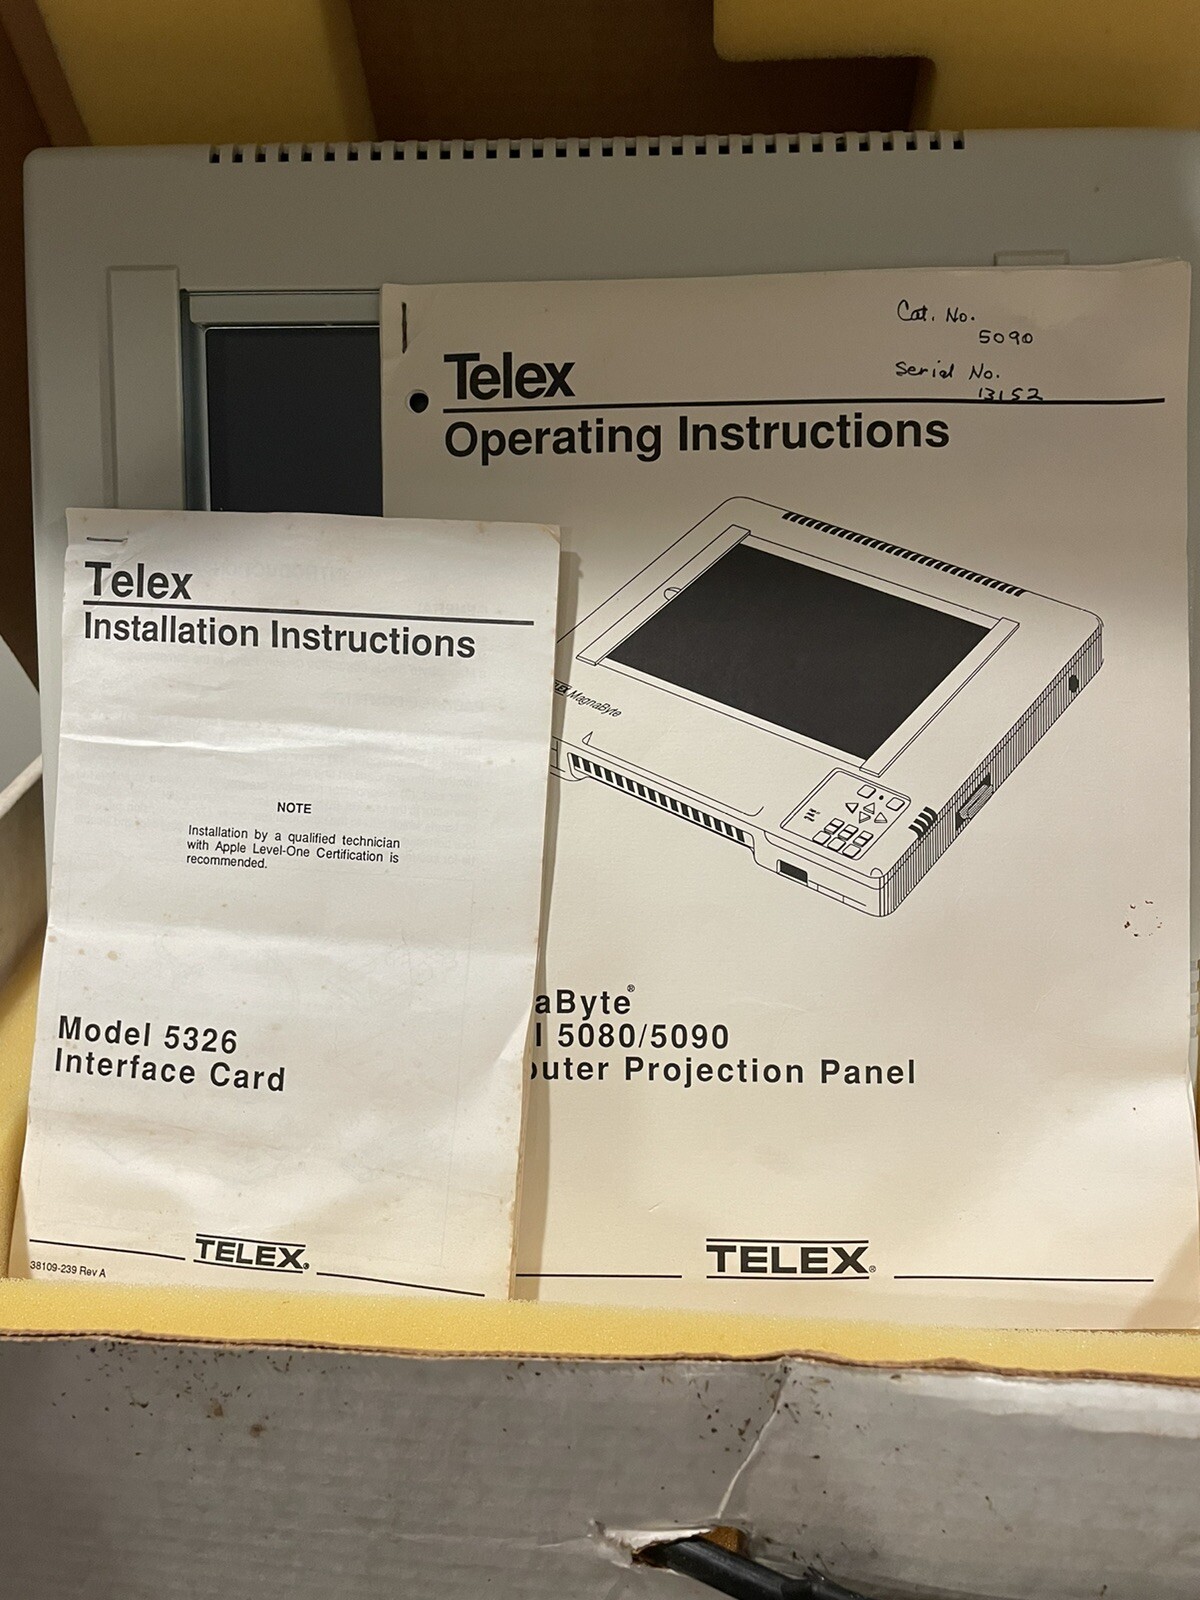 Cat. No.
5090
Serial No.
13152
Telex
Operating Instructions
MagnaByte
aByte®
5080/5090
Projection Panel
TELEX®
Telex
Installation Instructions
NOTE
Installation by a qualified technician
with Apple Level-One Certification is
recommended.
Model 5326
Interface Card
TELEX®
38109-239 Rev A